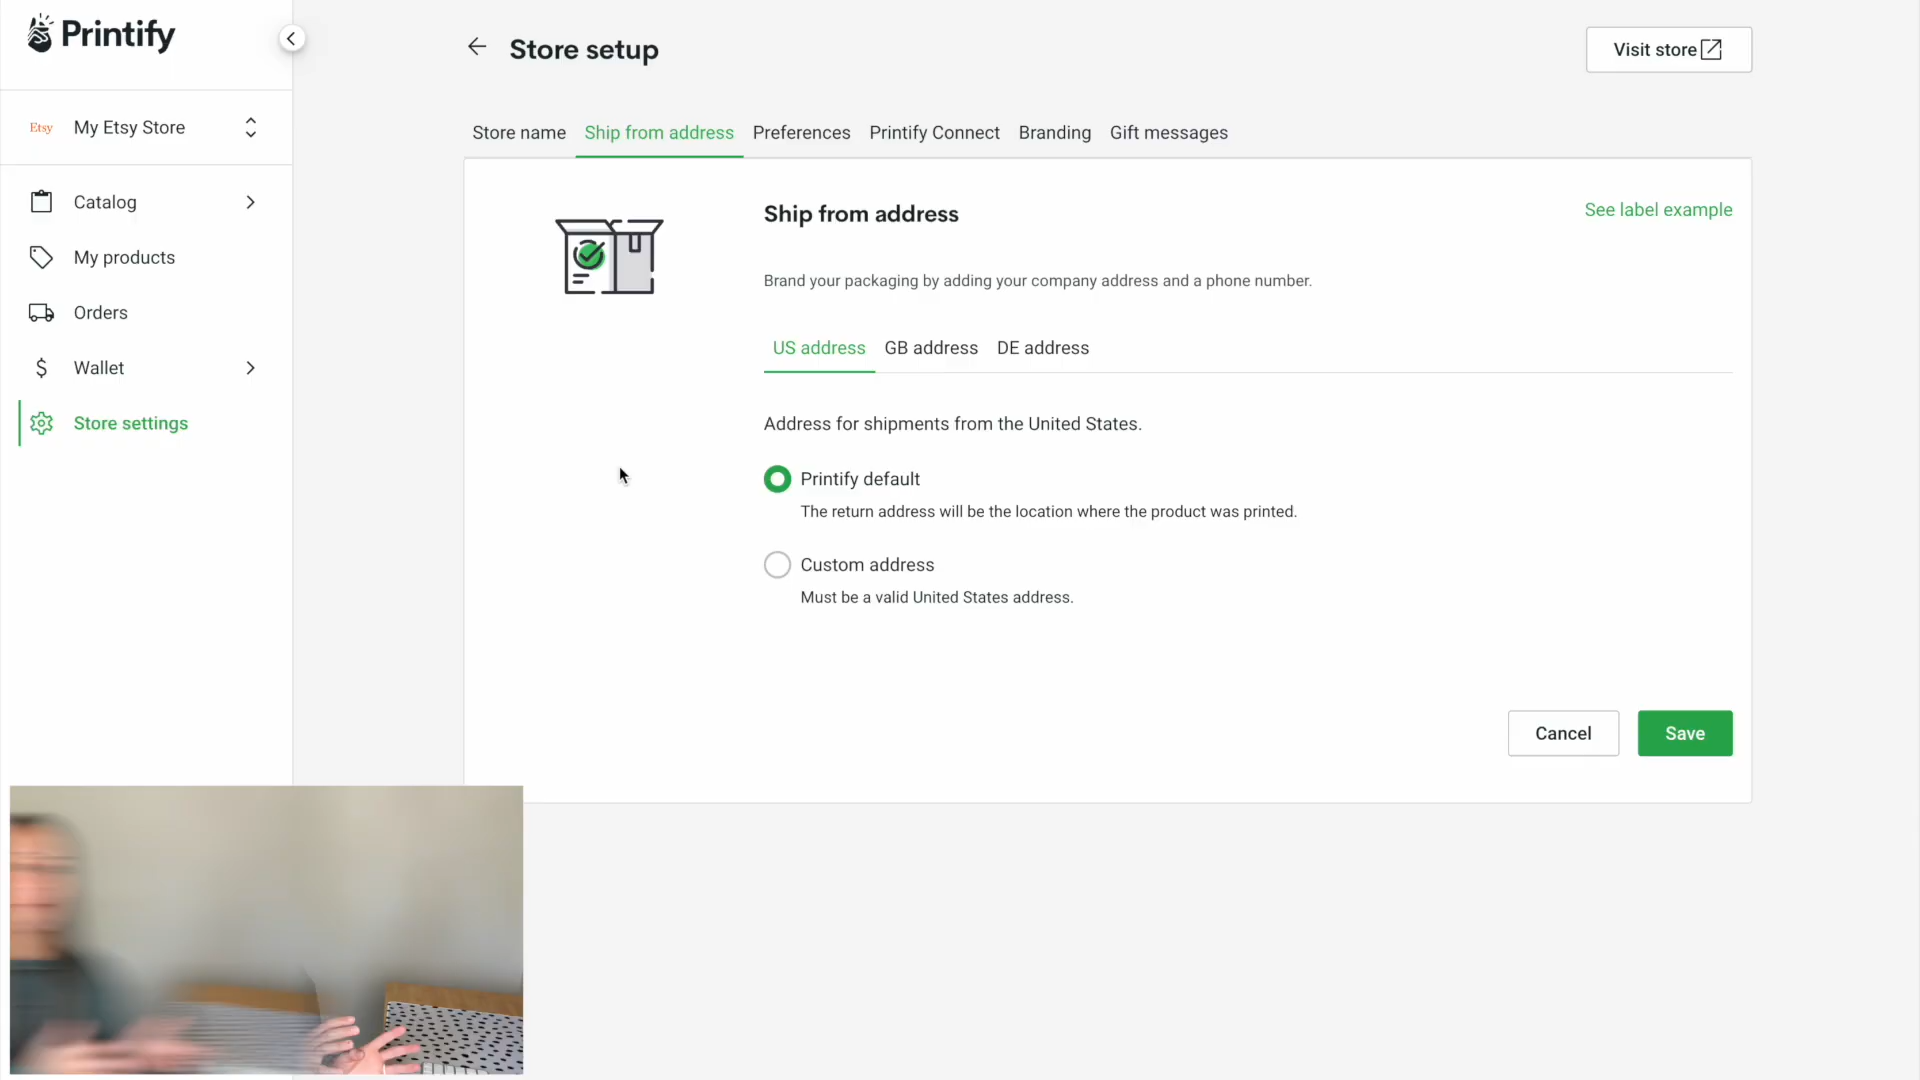 Printify
Store setup
Visit store
Etsy My Etsy Store
Store name Ship from address Preferences Printify Connect Branding Gift messages
Catalog
My products
Orders
Wallet
Store settings
Ship from address
See label example
Brand your packaging by adding your company address and a phone number.
US address GB address DE address
Address for shipments from the United States.
Printify default
The return address will be the location where the product was printed.
Custom address
Must be a valid United States address.
Cancel Save